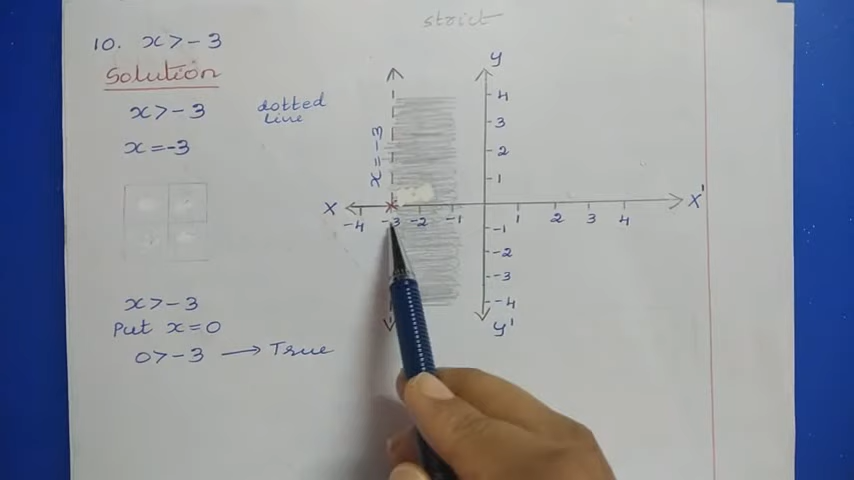 strict
10. x > -3
Solution
x > -3
dotted line
x = -3
x > -3
Put x = 0
0 > -3 → True
x = -3
Y
4
3
2
1
X
-4 -3 -2 -1 1 2 3 4
X'
-1
-2
-3
-4
Y'